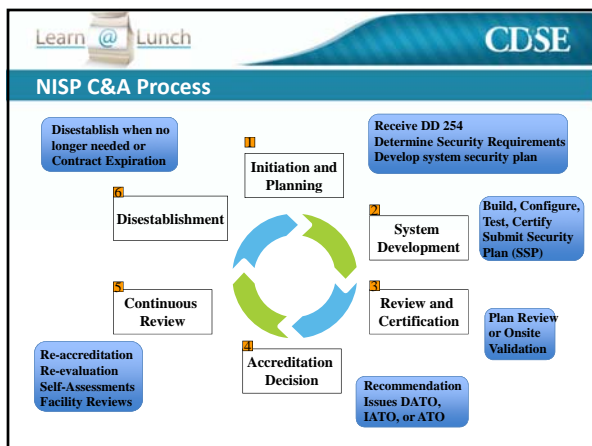 Learn @ Lunch
CDSE
NISP C&A Process
Disestablish when no
longer needed or
Contract Expiration
1
Initiation and
Planning
Receive DD 254
Determine Security Requirements
Develop system security plan
6
Disestablishment
2
System
Development
Build, Configure,
Test, Certify
Submit Security
Plan (SSP)
5
Continuous
Review
3
Review and
Certification
Plan Review
or Onsite
Validation
Re-accreditation
Re-evaluation
Self-Assessments
Facility Reviews
4
Accreditation
Decision
Recommendation
Issues DATO,
IATO, or ATO